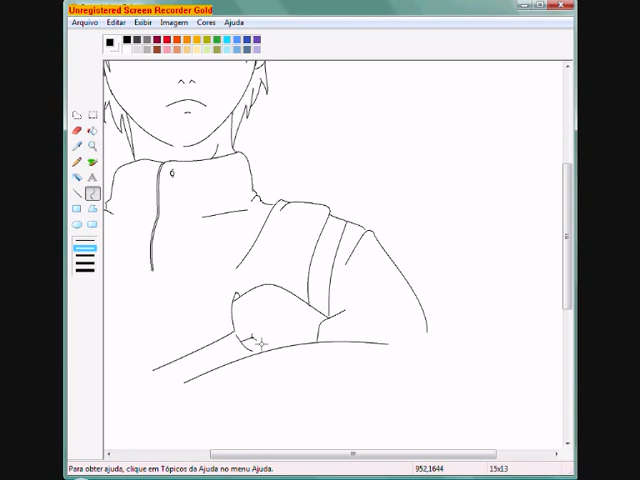 Unregistered Screen Recorder Gold
Arquivo Editar Exibir Imagem Cores Ajuda
A
Para obter ajuda, clique em Tópicos da Ajuda no menu Ajuda. 952,1644 15x13